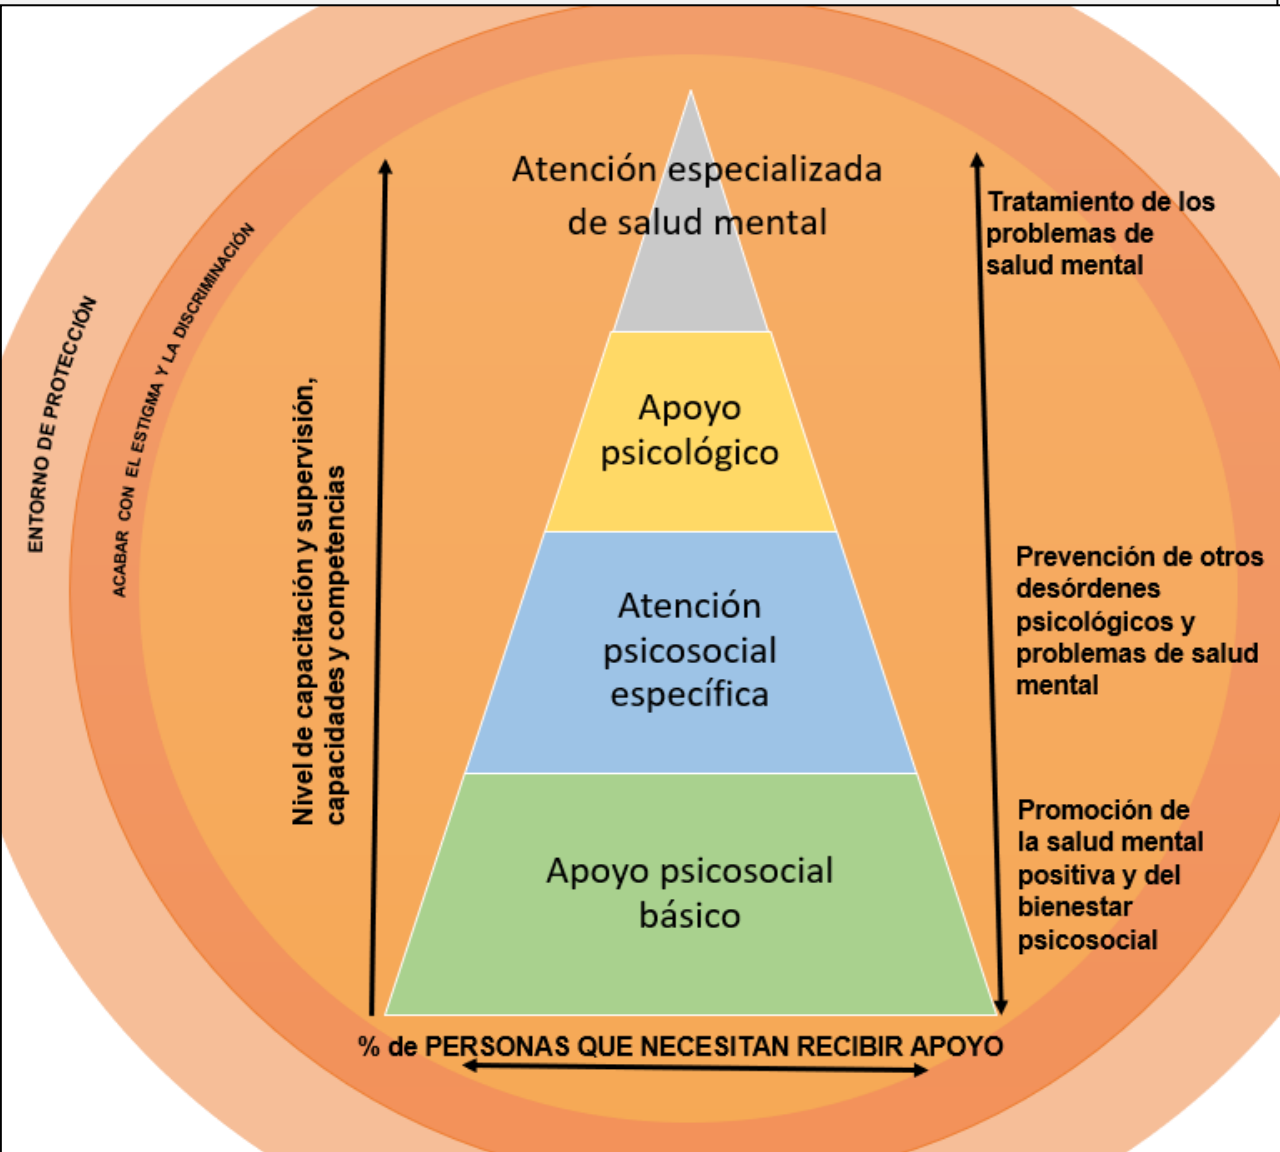 ENTORNO DE PROTECCIÓN
ACABAR CON EL ESTIGMA Y LA DISCRIMINACIÓN
Nivel de capacitación y supervisión,
capacidades y competencias
Atención especializada
de salud mental
Apoyo
psicológico
Atención
psicosocial
específica
Apoyo psicosocial
básico
Tratamiento de los
problemas de
salud mental
Prevención de otros
desórdenes
psicológicos y
problemas de salud
mental
Promoción de
la salud mental
positiva y del
bienestar
psicosocial
% de PERSONAS QUE NECESITAN RECIBIR APOYO